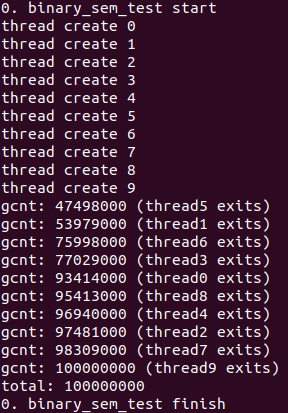 0. binary_sem_test start
thread create 0
thread create 1
thread create 2
thread create 3
thread create 4
thread create 5
thread create 6
thread create 7
thread create 8
thread create 9
gcnt: 47498000 (thread5 exits)
gcnt: 53979000 (thread1 exits)
gcnt: 75998000 (thread6 exits)
gcnt: 77029000 (thread3 exits)
gcnt: 93414000 (thread0 exits)
gcnt: 95413000 (thread8 exits)
gcnt: 96940000 (thread4 exits)
gcnt: 97481000 (thread2 exits)
gcnt: 98309000 (thread7 exits)
gcnt: 100000000 (thread9 exits)
total: 100000000
0. binary_sem_test finish